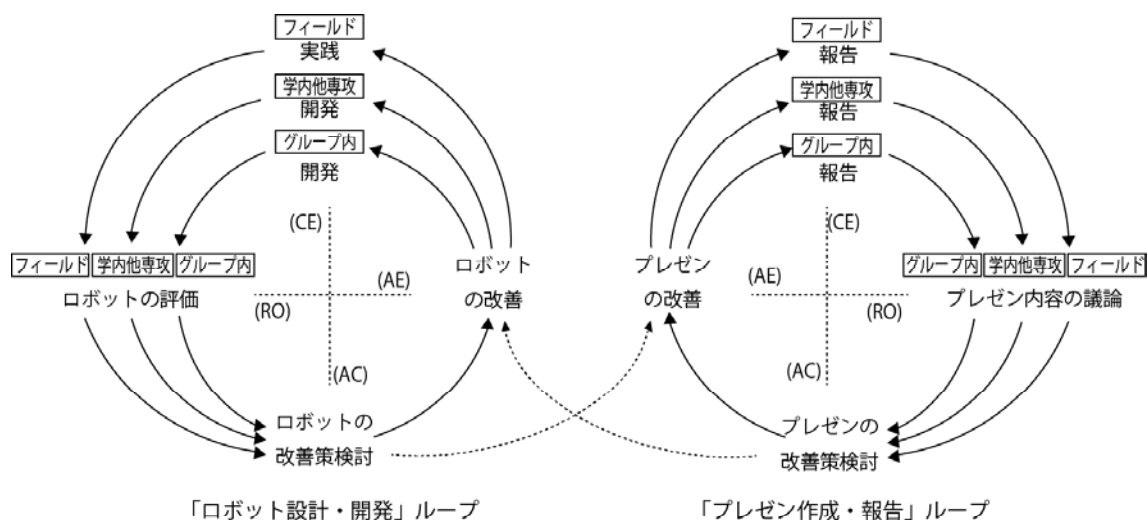 フィールド
実践
学内他専攻
開発
グループ内
開発
(CE)
(AE)
(RO)
(AC)
フィールド 学内他専攻 グループ内
ロボットの評価
ロボット
の改善
ロボットの
改善策検討
「ロボット設計・開発」ループ
フィールド
報告
学内他専攻
報告
グループ内
報告
(CE)
(AE)
(RO)
(AC)
プレゼン
の改善
グループ内 学内他専攻 フィールド
プレゼン内容の議論
プレゼンの
改善策検討
「プレゼン作成・報告」ループ